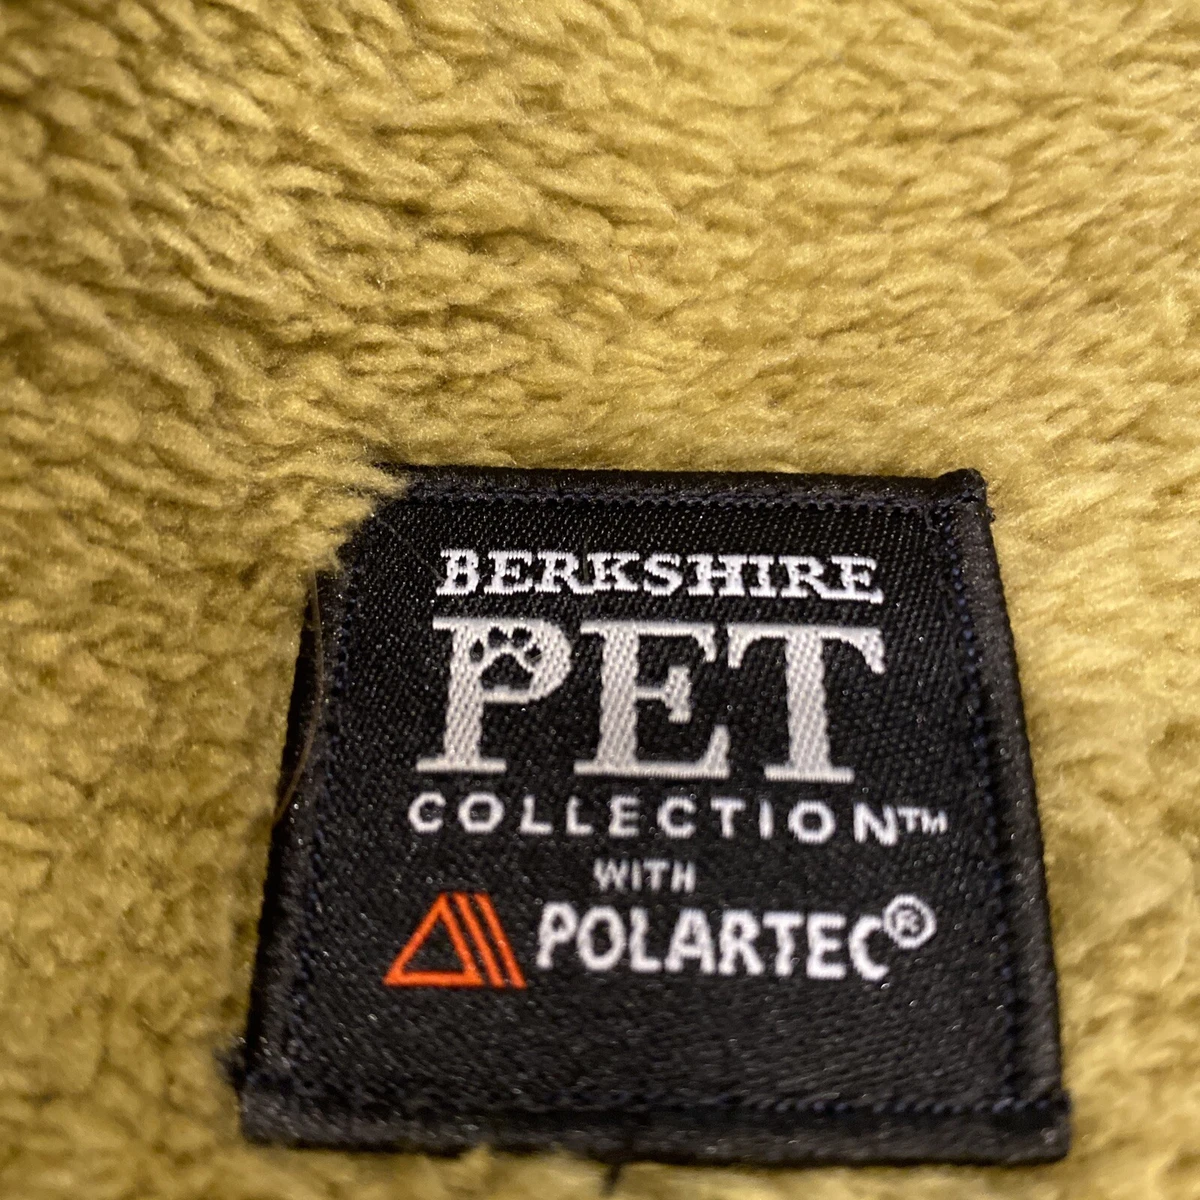 BERKSHIRE
PET
COLLECTION™
WITH
POLARTEC®